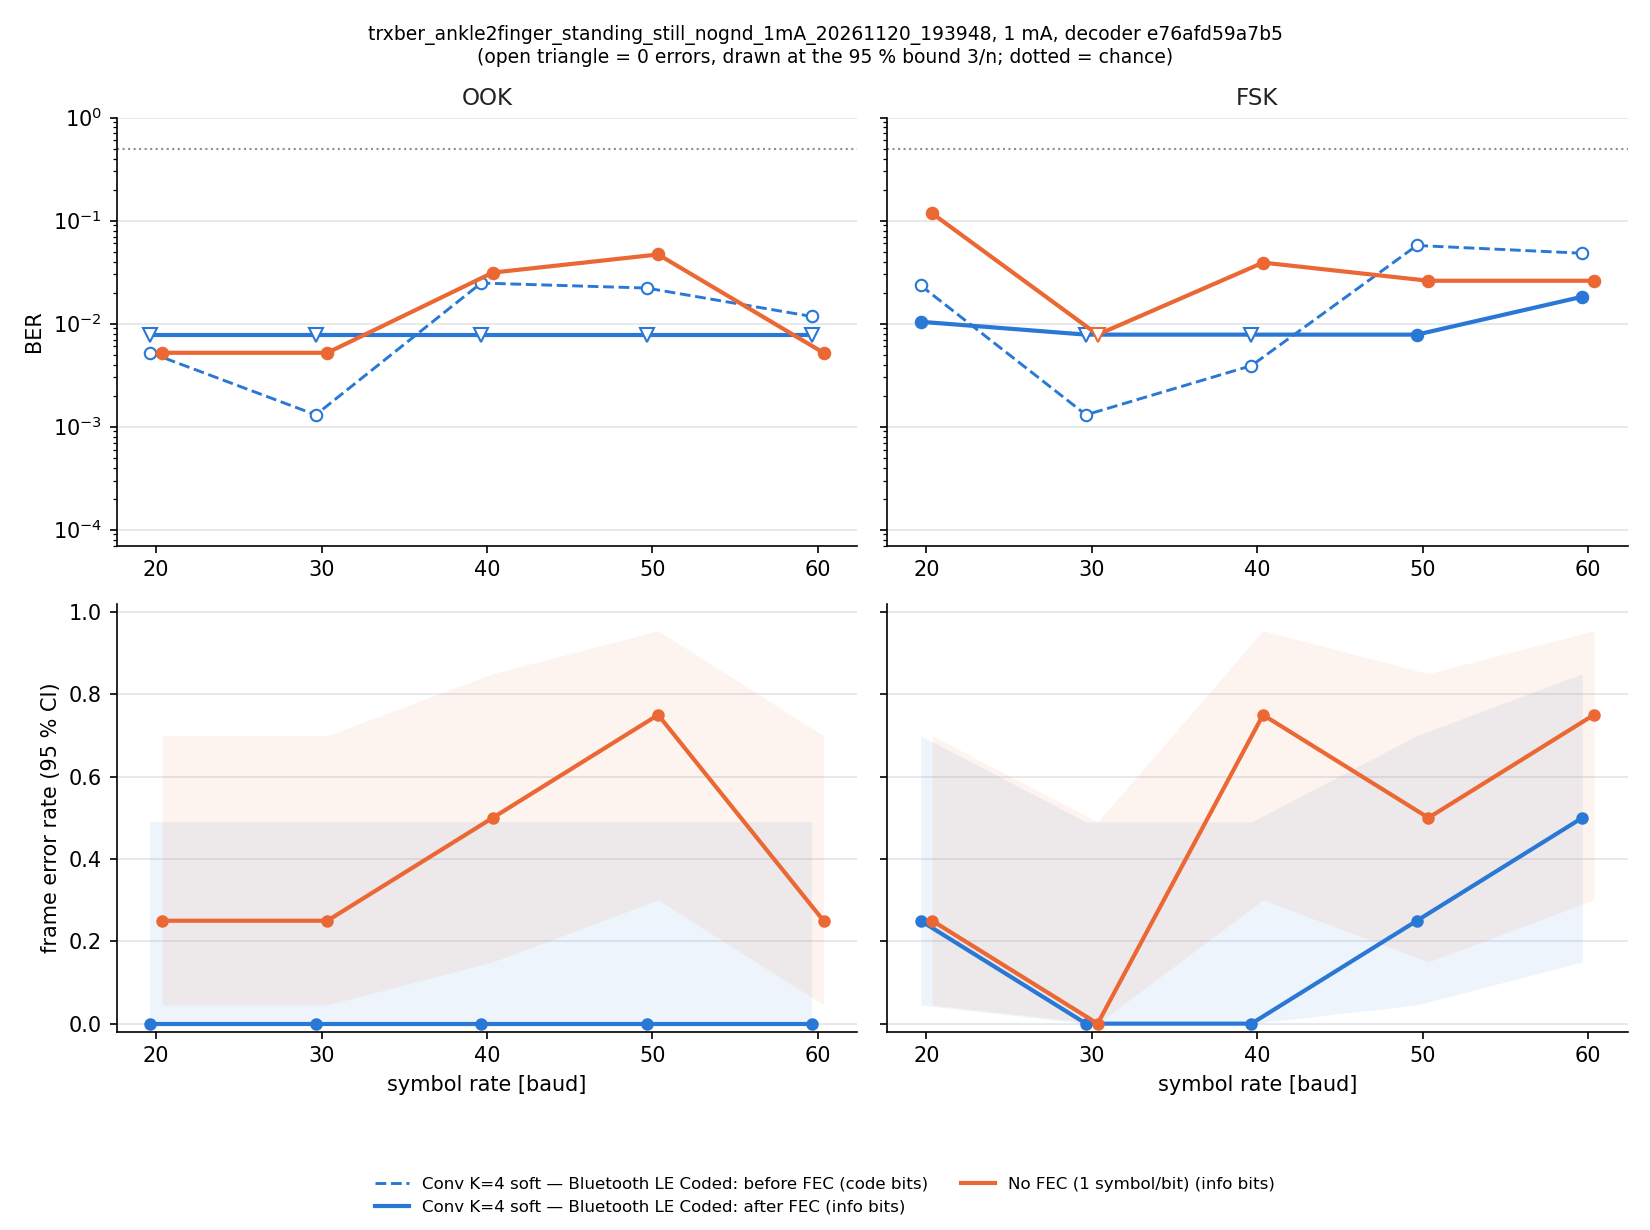 trxber_ankle2finger_standing_still_nognd_1mA_20261120_193948, 1 mA, decoder e76afd59a7b5
(open triangle = 0 errors, drawn at the 95 % bound 3/n; dotted = chance)
OOK
FSK
10⁰
10⁻¹
10⁻²
10⁻³
10⁻⁴
BER
20 30 40 50 60
20 30 40 50 60
1.0
0.8
0.6
0.4
0.2
0.0
frame error rate (95 % CI)
20 30 40 50 60
20 30 40 50 60
symbol rate [baud]
symbol rate [baud]
Conv K=4 soft — Bluetooth LE Coded: before FEC (code bits)
Conv K=4 soft — Bluetooth LE Coded: after FEC (info bits)
No FEC (1 symbol/bit) (info bits)